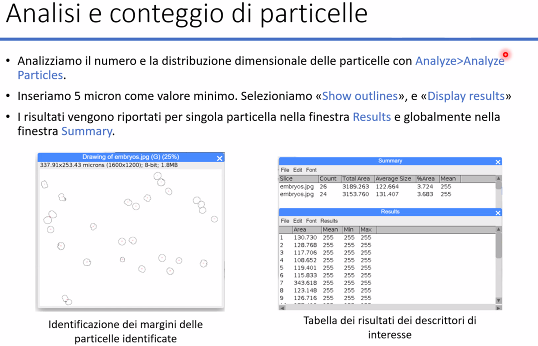 Analisi e conteggio di particelle
• Analizziamo il numero e la distribuzione dimensionale delle particelle con Analyze>Analyze
Particles.
• Inseriamo 5 micron come valore minimo. Selezioniamo «Show outlines», e «Display results»
• I risultati vengono riportati per singola particella nella finestra Results e globalmente nella
finestra Summary.
Drawing of embryos.jpg (G) (25%)
337.91x253.43 microns (1600x1200); 8-bit; 1.8MB
Identificazione dei margini delle
particelle identificate
Summary
File Edit Font
Slice Count Total Area Average Size %Area Mean
embryos.jpg 26 3189.263 122.664 3.724 255
embryos.jpg 24 3153.760 131.407 3.683 255
Results
File Edit Font Results
Area Mean Min Max
1 130.730 255 255 255
2 128.768 255 255 255
3 117.706 255 255 255
4 108.652 255 255 255
5 119.401 255 255 255
6 115.833 255 255 255
7 343.618 255 255 255
8 123.148 255 255 255
9 126.716 255 255 255
Tabella dei risultati dei descrittori di
interesse